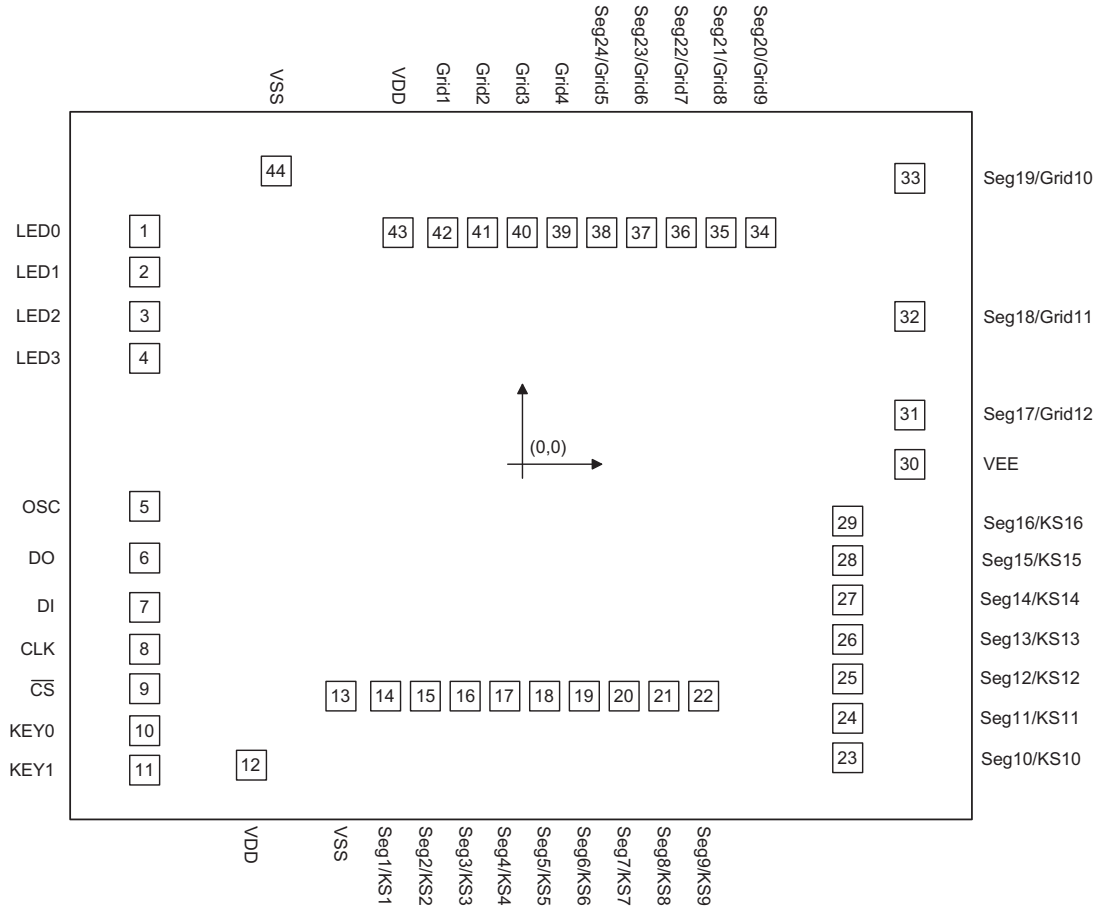 VSS
VDD
Grid1
Grid2
Grid3
Grid4
Seg24/Grid5
Seg23/Grid6
Seg22/Grid7
Seg21/Grid8
Seg20/Grid9
44
33 Seg19/Grid10
LED0 1
43 42 41 40 39 38 37 36 35 34
LED1 2
LED2 3
32 Seg18/Grid11
LED3 4
31 Seg17/Grid12
(0,0)
30 VEE
OSC 5
29 Seg16/KS16
DO 6
28 Seg15/KS15
DI 7
27 Seg14/KS14
CLK 8
26 Seg13/KS13
CS 9
25 Seg12/KS12
13 14 15 16 17 18 19 20 21 22
24 Seg11/KS11
KEY0 10
23 Seg10/KS10
KEY1 11
12
VDD
VSS
Seg1/KS1
Seg2/KS2
Seg3/KS3
Seg4/KS4
Seg5/KS5
Seg6/KS6
Seg7/KS7
Seg8/KS8
Seg9/KS9